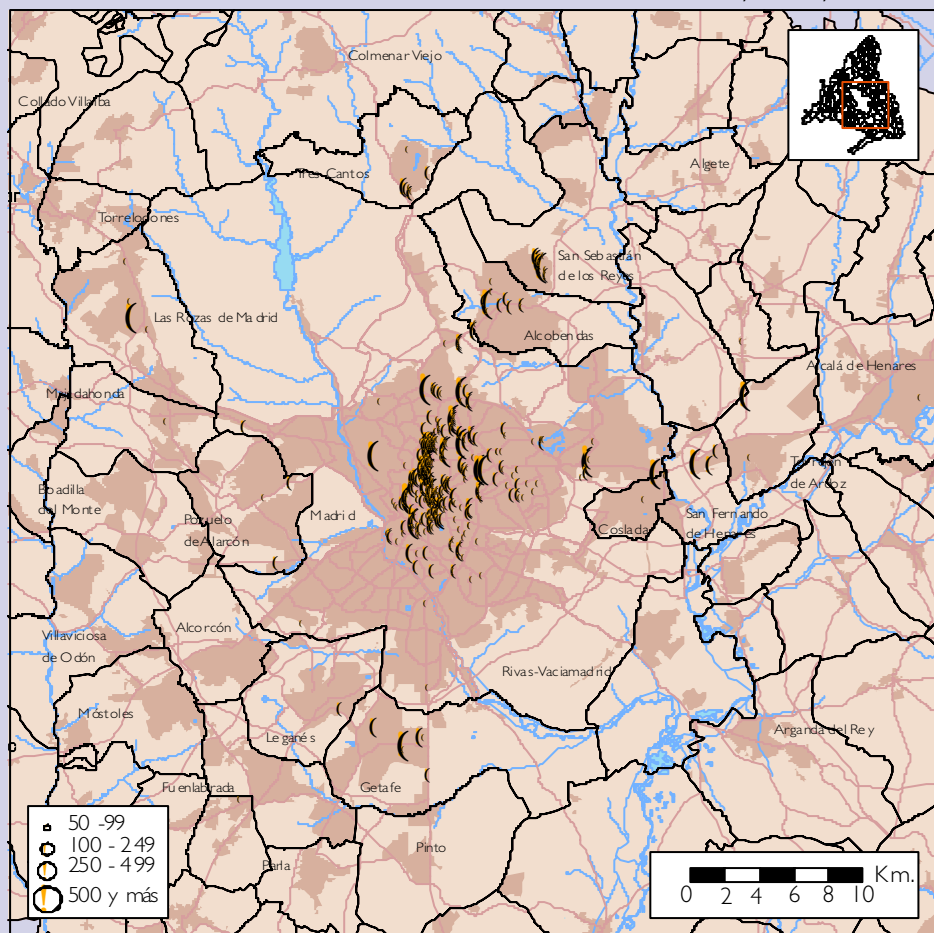 Colmenar Viejo
Collado Villalba
Algete
Tres Cantos
Torrelodones
San Sebastián
de los Reyes
Las Rozas de Madrid
Alcobendas
Alcalá de Henares
Majadahonda
Torrejón
de Ardoz
Boadilla
del Monte
Madrid
Pozuelo
de Alarcón
San Fernando
de Henares
Coslada
Alcorcón
Villaviciosa
de Odón
Rivas-Vaciamadrid
Móstoles
Leganés
Arganda del Rey
Fuenlabrada
Getafe
Pinto
Parla
50 -99
100 - 249
250 - 499
500 y más
Km.
0 2 4 6 8 10